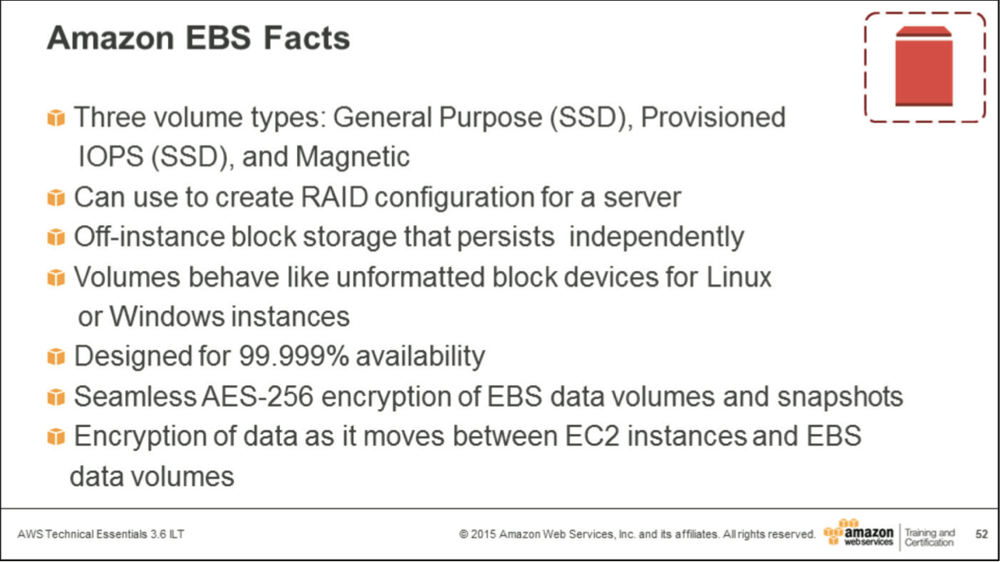 Amazon EBS Facts
Three volume types: General Purpose (SSD), Provisioned
IOPS (SSD), and Magnetic
Can use to create RAID configuration for a server
Off-instance block storage that persists independently
Volumes behave like unformatted block devices for Linux
or Windows instances
Designed for 99.999% availability
Seamless AES-256 encryption of EBS data volumes and snapshots
Encryption of data as it moves between EC2 instances and EBS
data volumes
AWS Technical Essentials 3.6 ILT
© 2015 Amazon Web Services, Inc. and its affiliates. All rights reserved.
amazon
web services
Training and
Certification
52